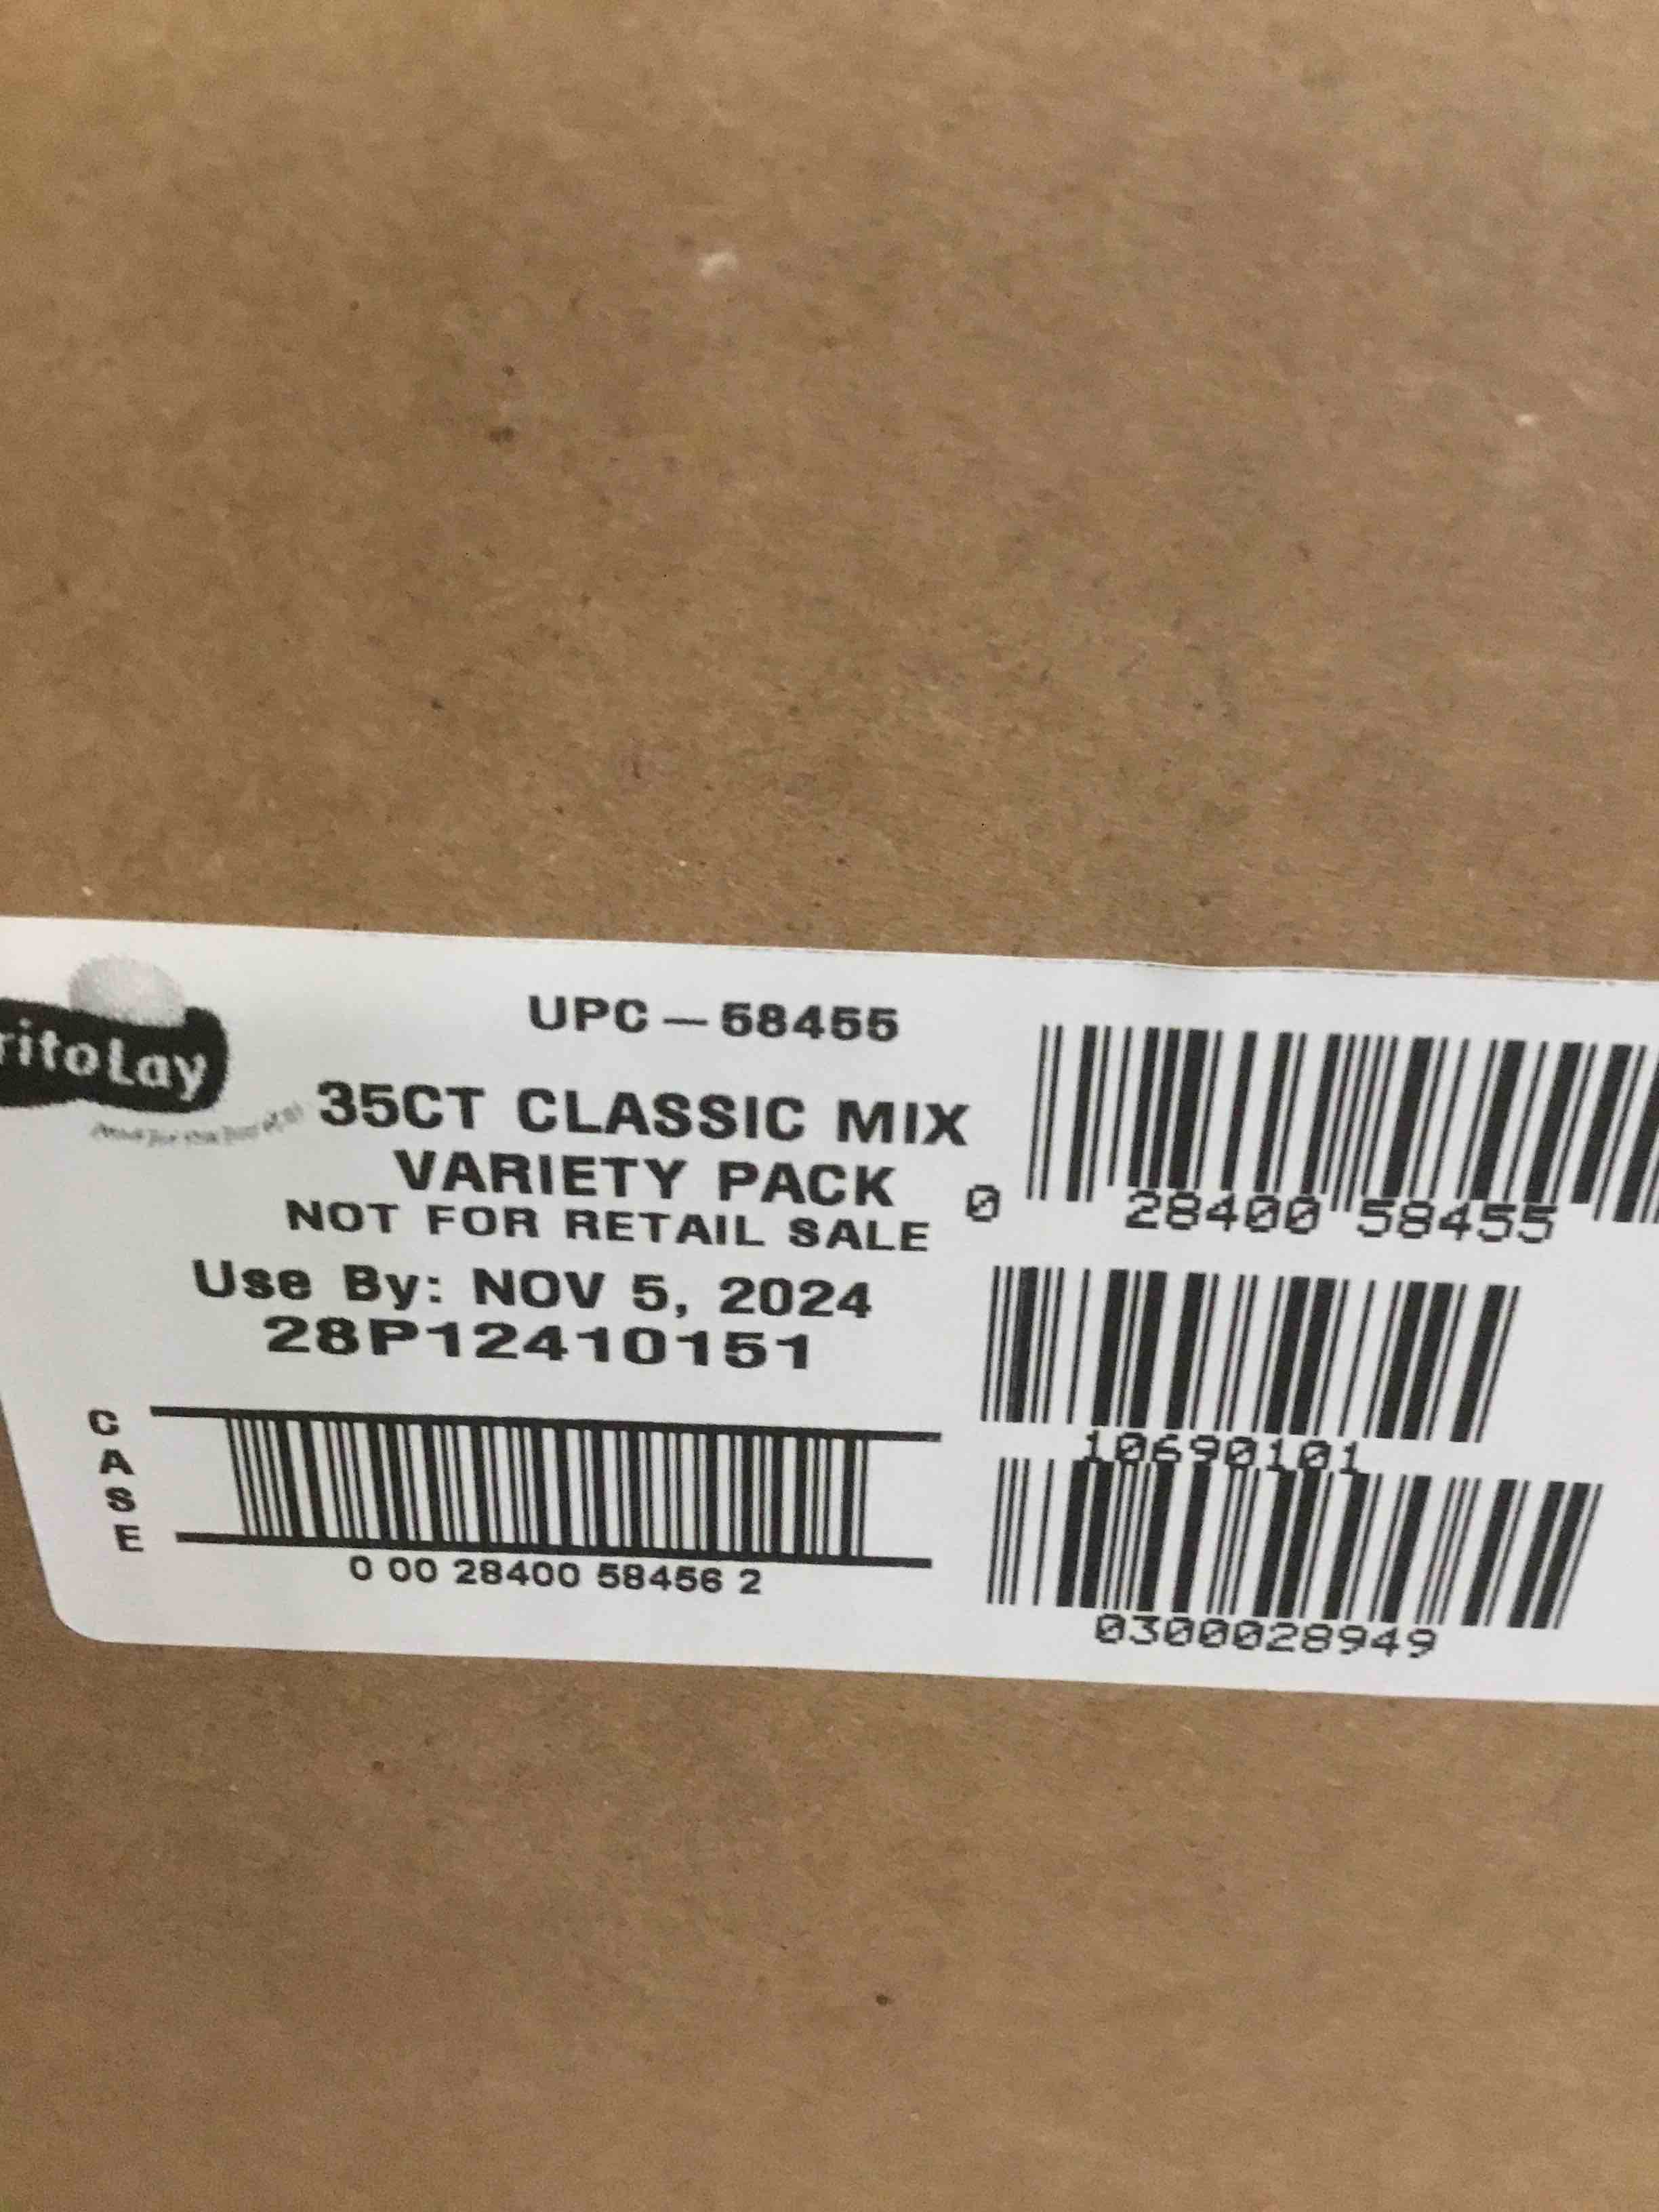 ritoLay
UPC — 58455
35CT CLASSIC MIX
VARIETY PACK
NOT FOR RETAIL SALE
Use By: NOV 5, 2024
28P12410151
CASE
0 00 28400 58456 2
0 28400 58455
10690101
0300028949